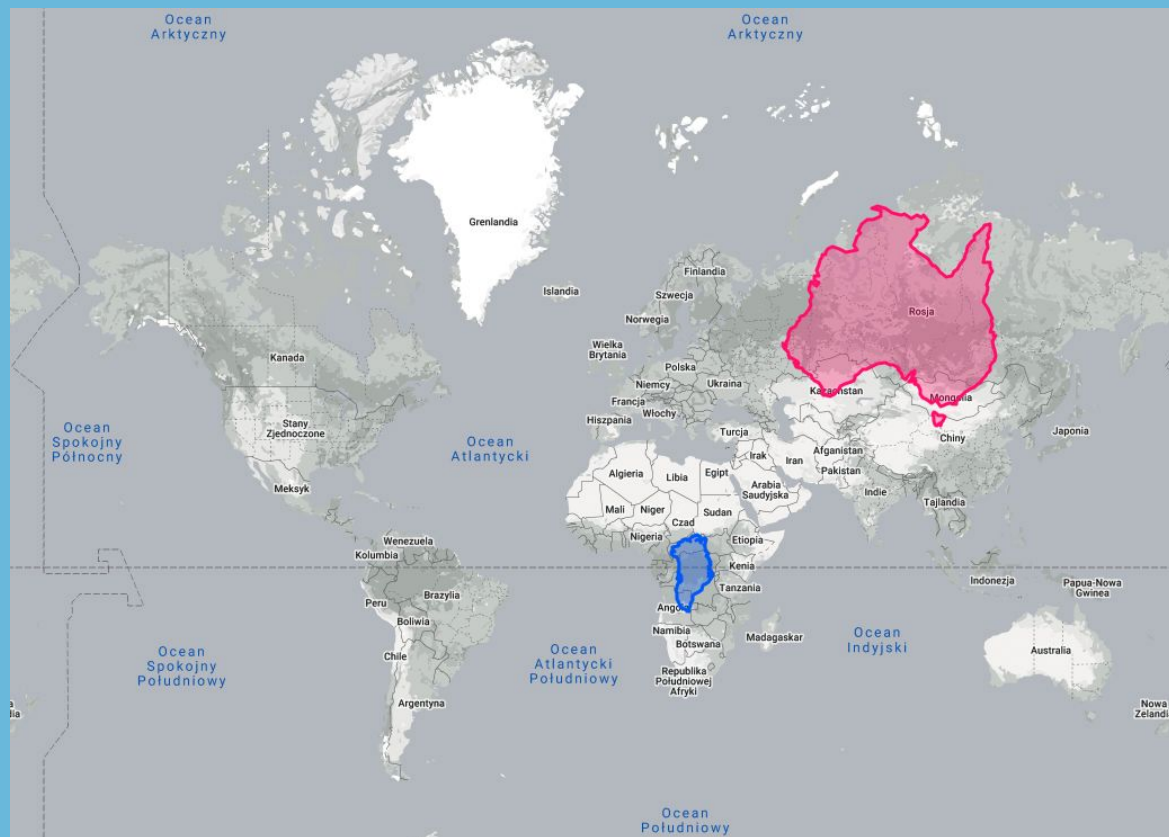 Ocean
Arktyczny
Ocean
Arktyczny
Grenlandia
Islandia
Finlandia
Szwecja
Norwegia
Rosja
Wielka
Brytania
Kanada
Polska
Niemcy
Ukraina
Kazachstan
Mongolia
Francja
Włochy
Hiszpania
Stany
Zjednoczone
Ocean
Spokojny
Północny
Ocean
Atlantycki
Turcja
Chiny
Japonia
Irak
Iran
Afganistan
Pakistan
Algieria
Libia
Egipt
Arabia
Saudyjska
Indie
Tajlandia
Meksyk
Mali
Niger
Czad
Sudan
Wenezuela
Kolumbia
Nigeria
Etiopia
Kenia
Indonezja
Papua-Nowa
Gwinea
Peru
Brazylia
Tanzania
Angola
Boliwia
Namibia
Botswana
Madagaskar
Ocean
Indyjski
Australia
Chile
Ocean
Spokojny
Południowy
Ocean
Atlantycki
Południowy
Republika
Południowej
Afryki
Argentyna
Nowa
Zelandia
Ocean
Południowy